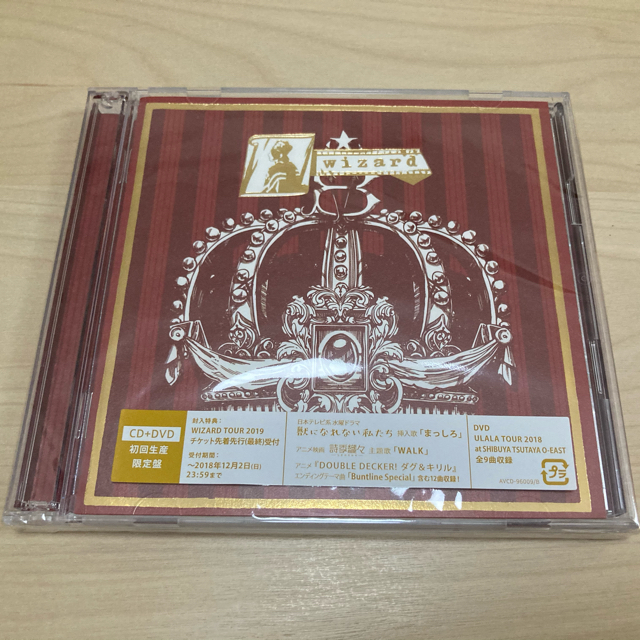 wizard
CD+DVD
初回生産
限定盤
封入特典：
WIZARD TOUR 2019
チケット先着先行(最終)受付
受付期間：
〜2018年12月2日(日)
23:59まで
日本テレビ系 水曜ドラマ
獣になれない私たち 挿入歌「まっしろ」
アニメ映画 詩季織々 主題歌「WALK」
アニメ「DOUBLE DECKER! ダグ&キリル」
エンディングテーマ曲「Buntline Special」含む12曲収録！
DVD
ULALA TOUR 2018
at SHIBUYA TSUTAYA O-EAST
全9曲収録
プラ